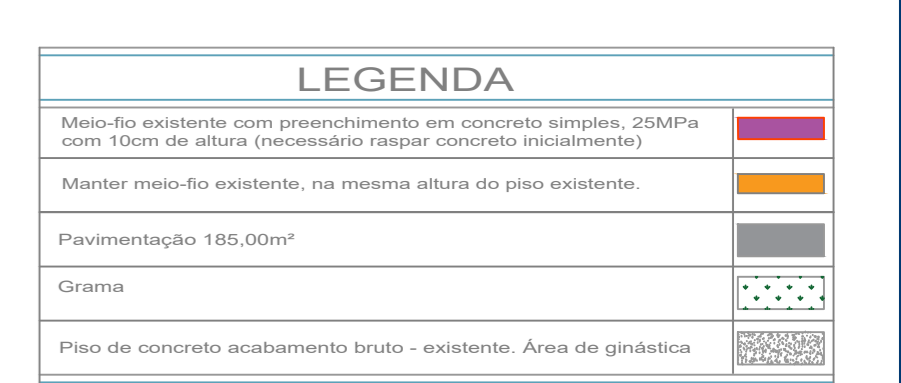 LEGENDA
Meio-fio existente com preenchimento em concreto simples, 25MPa
com 10cm de altura (necessário raspar concreto inicialmente)
Manter meio-fio existente, na mesma altura do piso existente.
Pavimentação 185,00m²
Grama
Piso de concreto acabamento bruto - existente. Área de ginástica